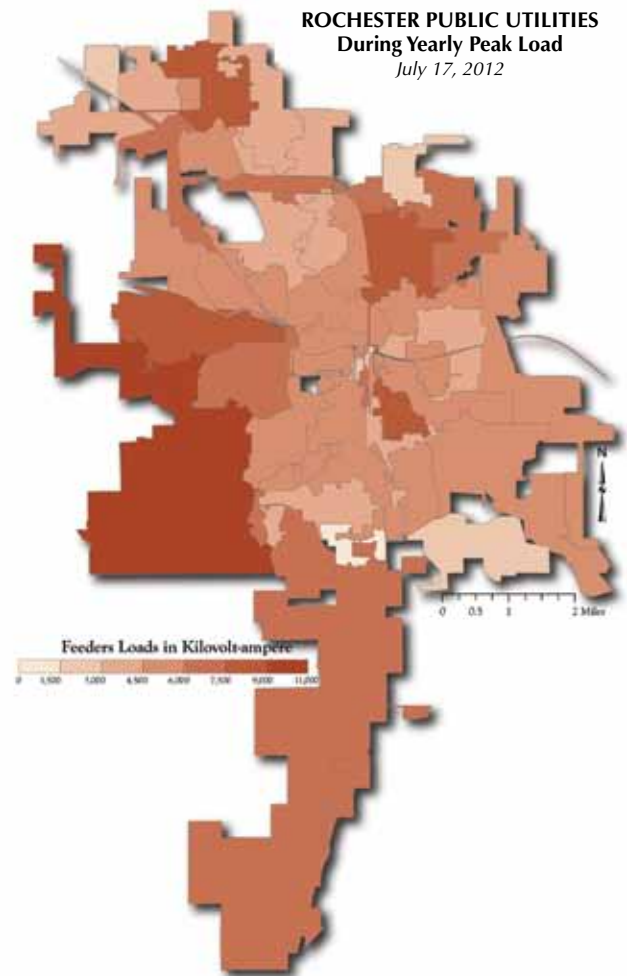 ROCHESTER PUBLIC UTILITIES
During Yearly Peak Load
July 17, 2012
N
0 0.5 1 2 Miles
Feeders Loads in Kilovolt-ampere
0 1,500 3,000 4,500 6,000 7,500 9,000 11,000